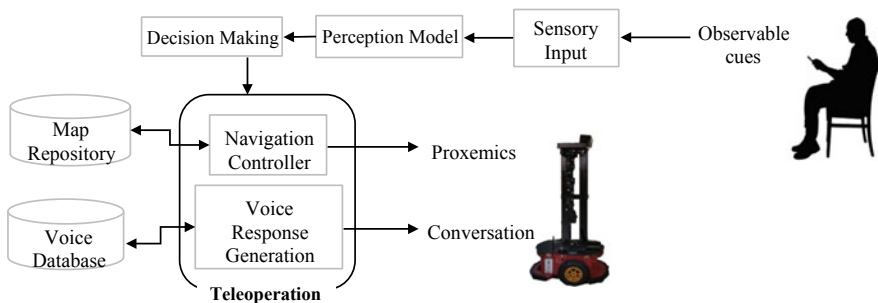 Decision Making
Perception Model
Sensory
Input
Observable
cues
Map
Repository
Navigation
Controller
Proxemics
Voice
Database
Voice
Response
Generation
Conversation
Teleoperation